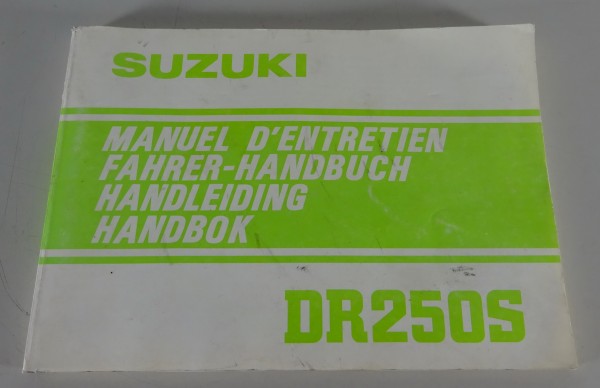 SUZUKI
MANUEL D'ENTRETIEN
FAHRER-HANDBUCH
HANDLEIDING
HANDBOK
DR250S